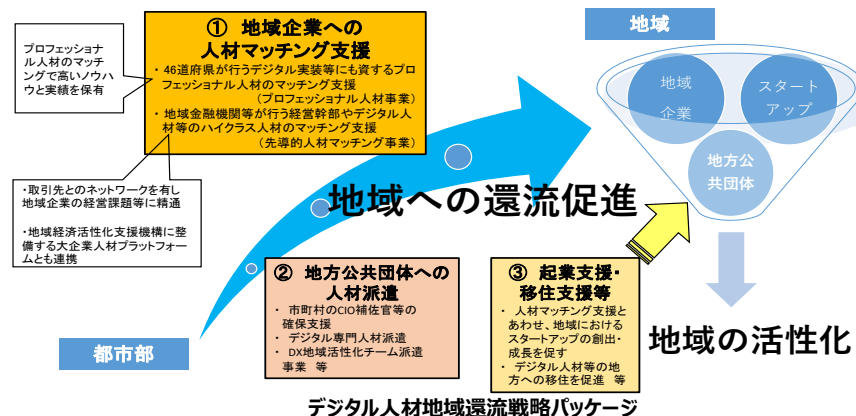 プロフェッショナ
ル人材のマッチ
ングで高いノウハ
ウと実績を保有
① 地域企業への
人材マッチング支援
・ 46道府県が行うデジタル実装等にも資するプロ
フェッショナル人材のマッチング支援
(プロフェッショナル人材事業)
・ 地域金融機関等が行う経営幹部やデジタル人
材等のハイクラス人材のマッチング支援
(先導的人材マッチング事業)
・取引先とのネットワークを有し
地域企業の経営課題等に精通
・地域経済活性化支援機構に整
備する大企業人材プラットフォー
ムとも連携
地域
地域
企業
スタート
アップ
地方公
共団体
地域への還流促進
② 地方公共団体への
人材派遣
・ 市町村のCIO補佐官等の
確保支援
・ デジタル専門人材派遣
・ DX地域活性化チーム派遣
事業 等
③ 起業支援・
移住支援等
・ 人材マッチング支援と
あわせ、地域における
スタートアップの創出・
成長を促す
・ デジタル人材等の地
方への移住を促進 等
都市部
地域の活性化
デジタル人材地域還流戦略パッケージ